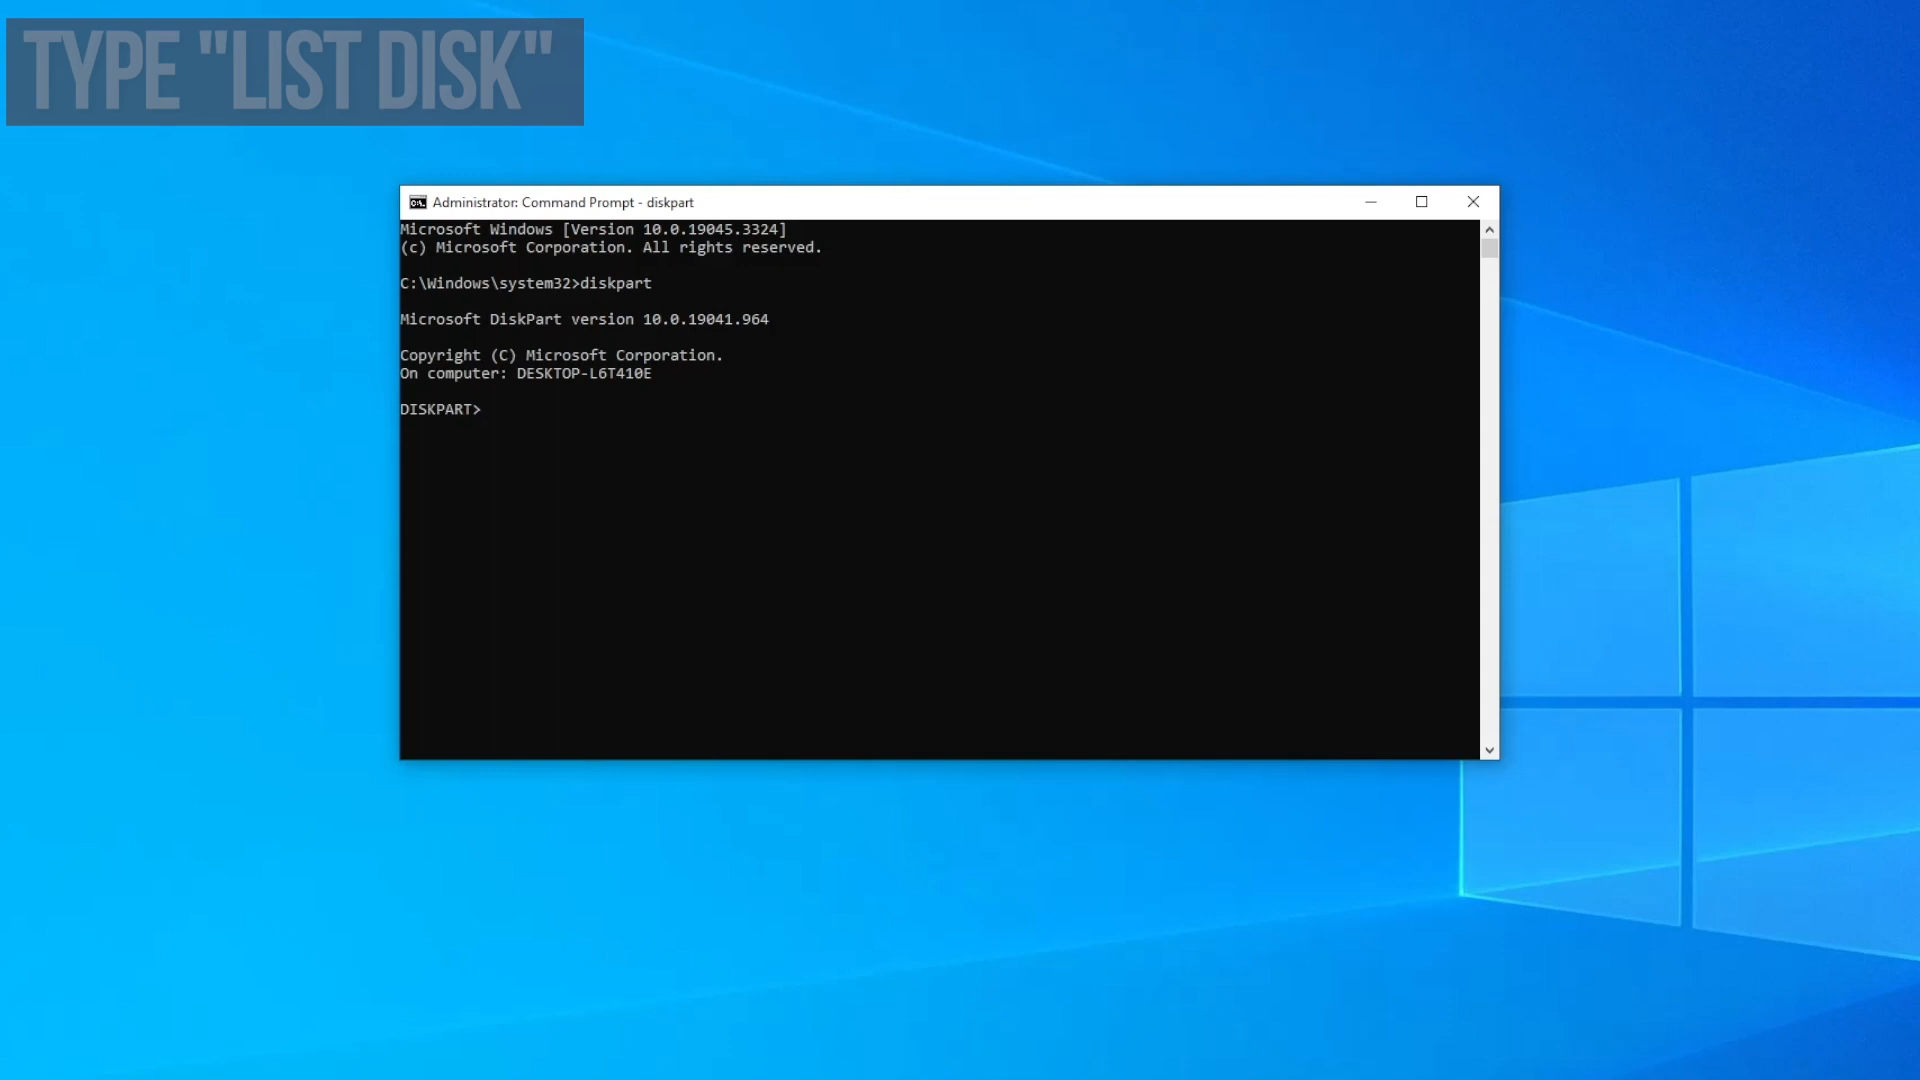 TYPE "LIST DISK"
Administrator: Command Prompt - diskpart
Microsoft Windows [Version 10.0.19045.3324]
(c) Microsoft Corporation. All rights reserved.
C:\Windows\system32>diskpart
Microsoft DiskPart version 10.0.19041.964
Copyright (C) Microsoft Corporation.
On computer: DESKTOP-L6T410E
DISKPART>